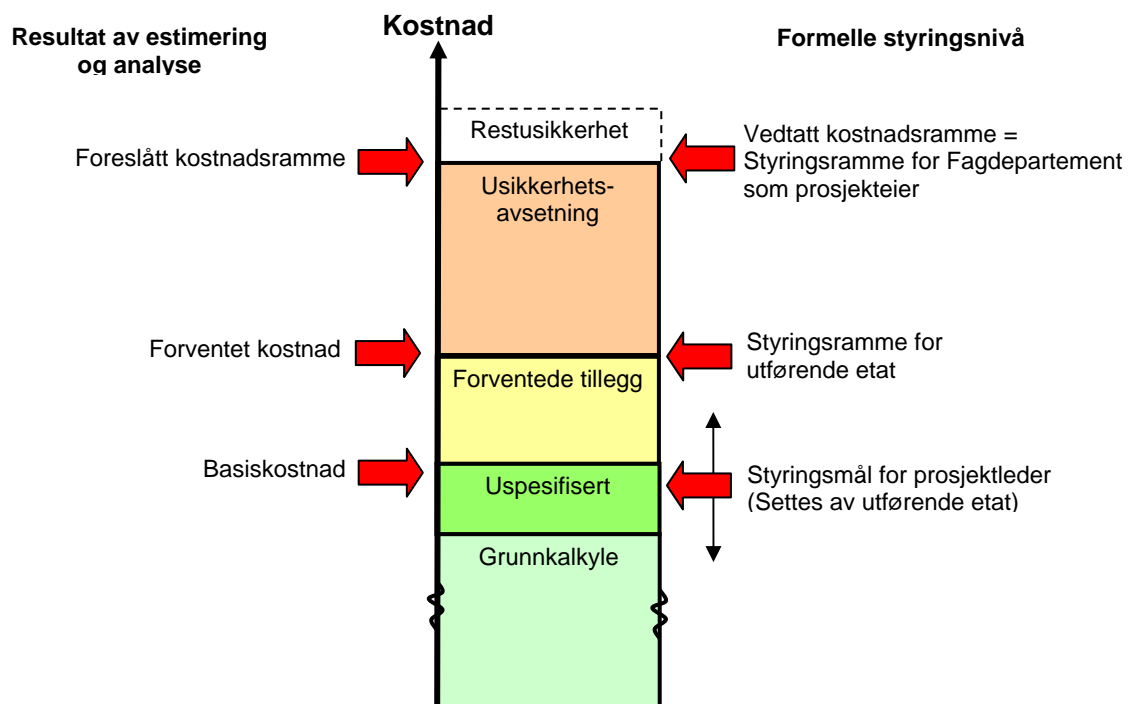 Resultat av estimering
og analyse
Kostnad
Formelle styringsnivå
Restusikkerhet
Foreslått kostnadsramme
Vedtatt kostnadsramme =
Styringsramme for Fagdepartement
som prosjekteier
Usikkerhets-
avsetning
Forventet kostnad
Styringsramme for
utførende etat
Forventede tillegg
Basiskostnad
Uspesifisert
Styringsmål for prosjektleder
(Settes av utførende etat)
Grunnkalkyle